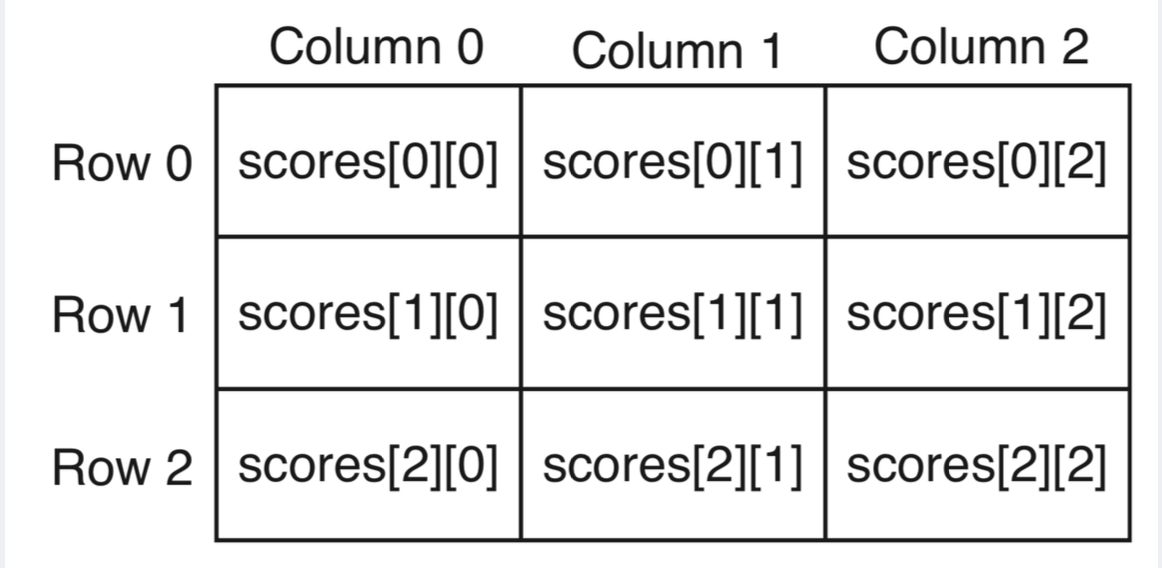 Column 0 Column 1 Column 2
Row 0 scores[0][0] scores[0][1] scores[0][2]
Row 1 scores[1][0] scores[1][1] scores[1][2]
Row 2 scores[2][0] scores[2][1] scores[2][2]